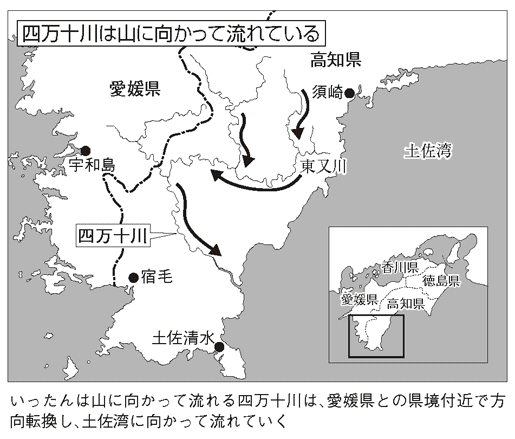 四万十川は山に向かって流れている
高知県
愛媛県
須崎
土佐湾
宇和島
東又川
四万十川
宿毛
土佐清水
香川県
徳島県
愛媛県
高知県
いったんは山に向かって流れる四万十川は、愛媛県との県境付近で方
向転換し、土佐湾に向かって流れていく